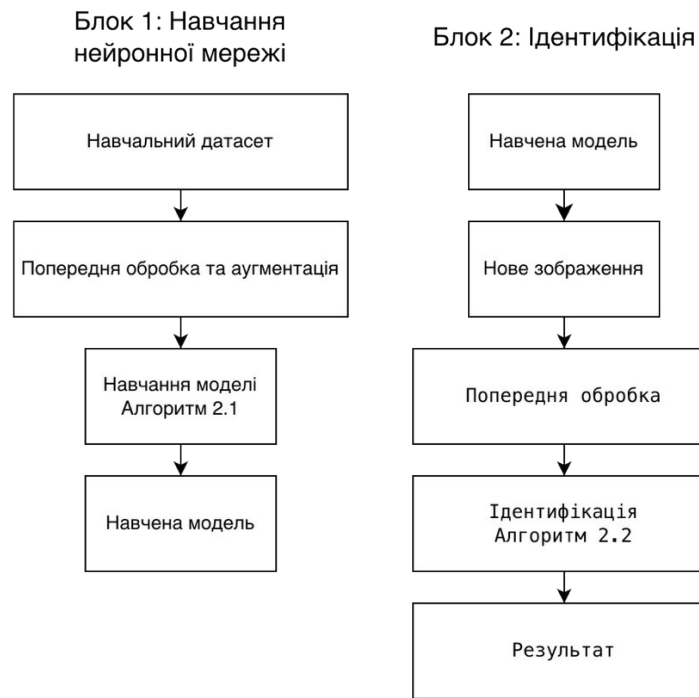 Блок 1: Навчання
нейронної мережі
Навчальний датасет
Попередня обробка та аугментація
Навчання моделі
Алгоритм 2.1
Навчена модель
Блок 2: Ідентифікація
Навчена модель
Нове зображення
Попередня обробка
Ідентифікація
Алгоритм 2.2
Результат